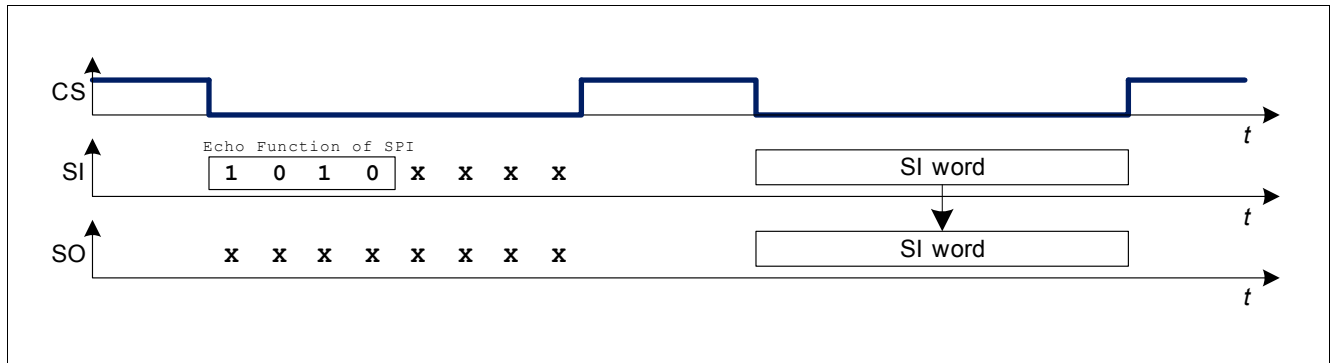 CS
t
Echo Function of SPI
SI 1 0 1 0 x x x x SI word
t
SO x x x x x x x x SI word
t